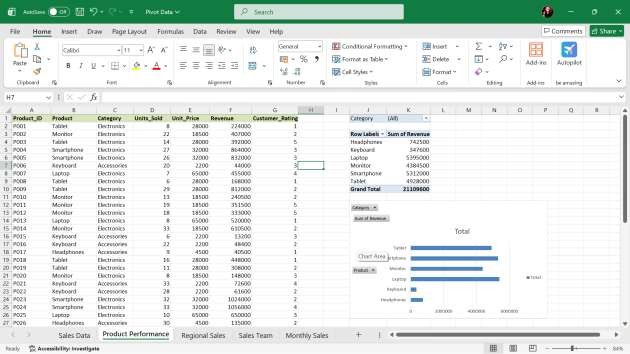 AutoSave Off Pivot Data Search
File Home Insert Draw Page Layout Formulas Data Review View Help Comments Share
Paste Calibri 11 General Conditional Formatting Insert Add-ins Autopilot
B I U Format as Table Delete
Cell Styles Format
Clipboard Font Alignment Number Styles Cells Editing Add-ins be amazing
H7 fx
A B C D E F G H I J K L M N O P Q R
1 Product_ID Product Category Units_Sold Unit_Price Revenue Customer_Rating Category (All)
2 P001 Tablet Electronics 8 28000 224000 1
3 P002 Monitor Electronics 22 18500 407000 2 Row Labels Sum of Revenue
4 P003 Tablet Electronics 14 28000 392000 5 Headphones 742500
5 P004 Smartphone Electronics 27 32000 864000 3 Keyboard 347600
6 P005 Smartphone Electronics 26 32000 832000 3 Laptop 5395000
7 P006 Keyboard Accessories 20 2200 44000 3 Monitor 4384500
8 P007 Laptop Electronics 7 65000 455000 4 Smartphone 5312000
9 P008 Tablet Electronics 6 28000 168000 1 Tablet 4928000
10 P009 Tablet Electronics 29 28000 812000 2 Grand Total 21109600
11 P010 Monitor Electronics 13 18500 240500 2
12 P011 Monitor Electronics 19 18500 351500 5
13 P012 Monitor Electronics 18 18500 333000 5
14 P013 Laptop Electronics 8 65000 520000 1
15 P014 Monitor Electronics 33 18500 610500 2
16 P015 Keyboard Accessories 6 2200 13200 3
17 P016 Keyboard Accessories 22 2200 48400 2
18 P017 Headphones Accessories 9 4500 40500 1
19 P018 Tablet Electronics 16 28000 448000
20 P019 Tablet Electronics 11 28000 308000 2
21 P020 Monitor Electronics 8 18500 148000 3
22 P021 Keyboard Accessories 33 2200 72600 4
23 P022 Keyboard Accessories 28 2200 61600 2
24 P023 Smartphone Electronics 32 32000 1024000 2
25 P024 Smartphone Electronics 33 32000 1056000 4
26 P025 Laptop Electronics 10 65000 650000 3
27 P026 Headphones Accessories 30 4500 135000 2
Category
Sum of Revenue
Total
Tablet
Chart Area
Product
Monitor
Laptop
Keyboard
Headphones
Total
0 2000000 4000000 6000000
Sales Data Product Performance Regional Sales Sales Team Monthly Sales
Ready Accessibility: Investigate 84%